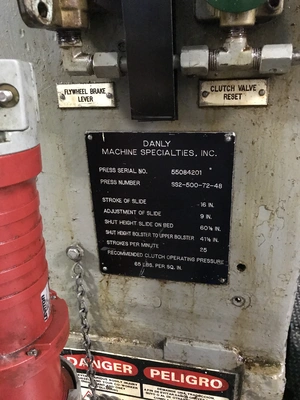 FLYWHEEL BRAKE
LEVER
CLUTCH VALVE
RESET
DANLY
MACHINE SPECIALTIES, INC.
PRESS SERIAL NO. 55084201
PRESS NUMBER SS2-500-72-48
STROKE OF SLIDE 16 IN.
ADJUSTMENT OF SLIDE 9 IN.
SHUT HEIGHT SLIDE ON BED 60¼ IN.
SHUT HEIGHT BOLSTER TO UPPER BOLSTER 41¼ IN.
STROKES PER MINUTE 25
RECOMMENDED CLUTCH OPERATING PRESSURE
65 LBS. PER SQ. IN.
DANGER
PELIGRO